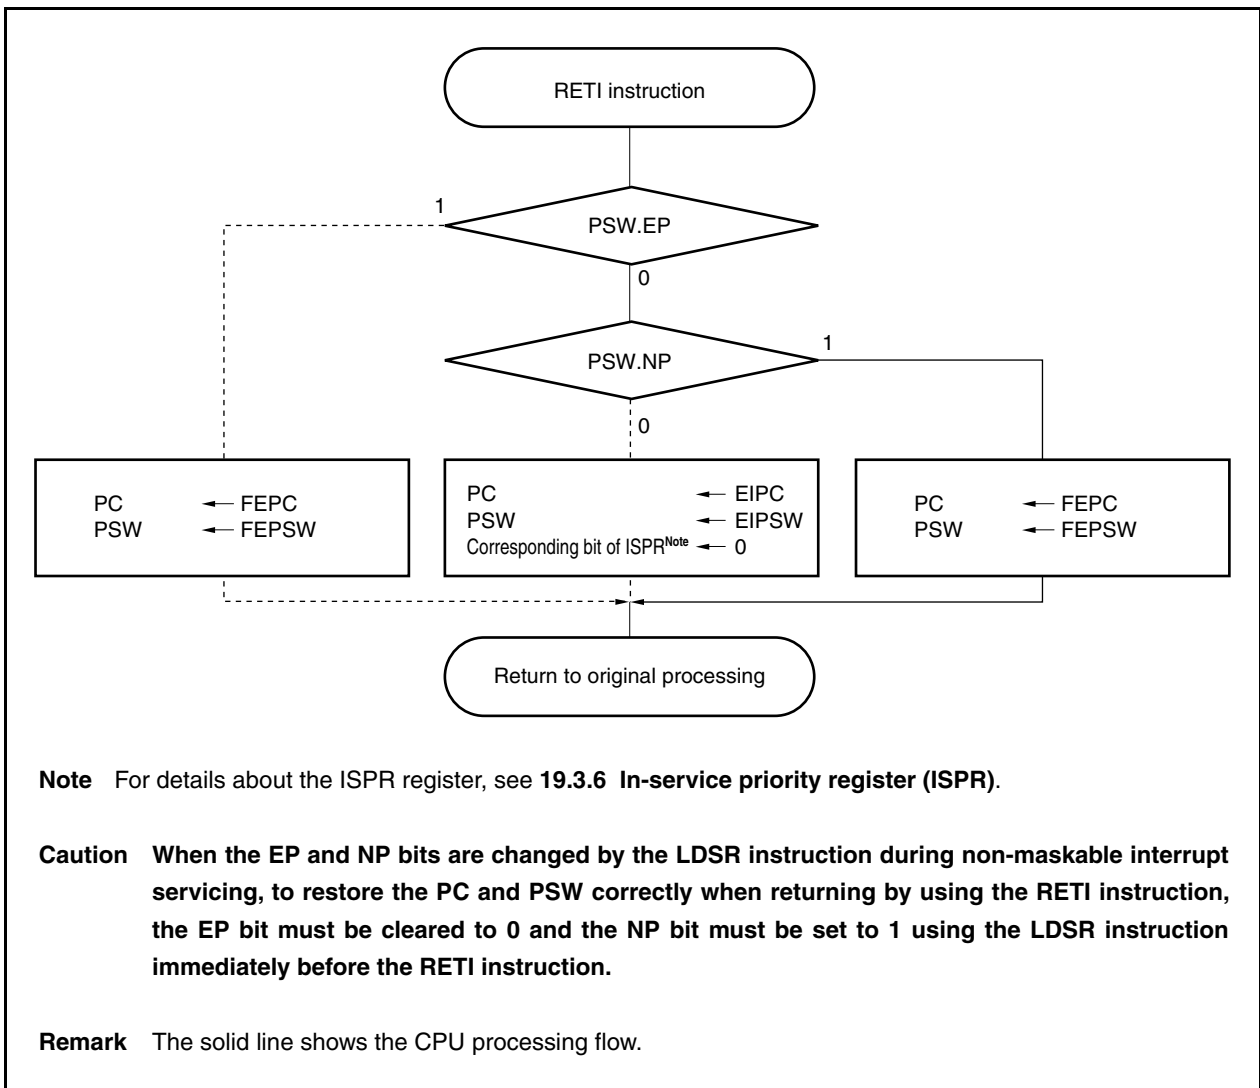 RETI instruction
1
PSW.EP
0
PSW.NP
1
0
PC ← FEPC
PSW ← FEPSW
PC ← EIPC
PSW ← EIPSW
Corresponding bit of ISPRNote ← 0
PC ← FEPC
PSW ← FEPSW
Return to original processing
Note For details about the ISPR register, see 19.3.6 In-service priority register (ISPR).
Caution When the EP and NP bits are changed by the LDSR instruction during non-maskable interrupt
servicing, to restore the PC and PSW correctly when returning by using the RETI instruction,
the EP bit must be cleared to 0 and the NP bit must be set to 1 using the LDSR instruction
immediately before the RETI instruction.
Remark The solid line shows the CPU processing flow.